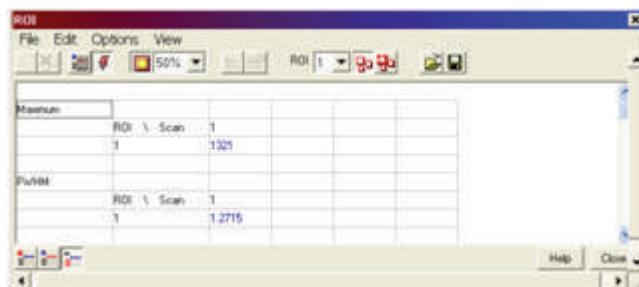 ROI
File Edit Options View
50% ROI 1
Maximum
ROI \ Scan 1
1 1321
FWHM
ROI \ Scan 1
1 1.2715
Help Close